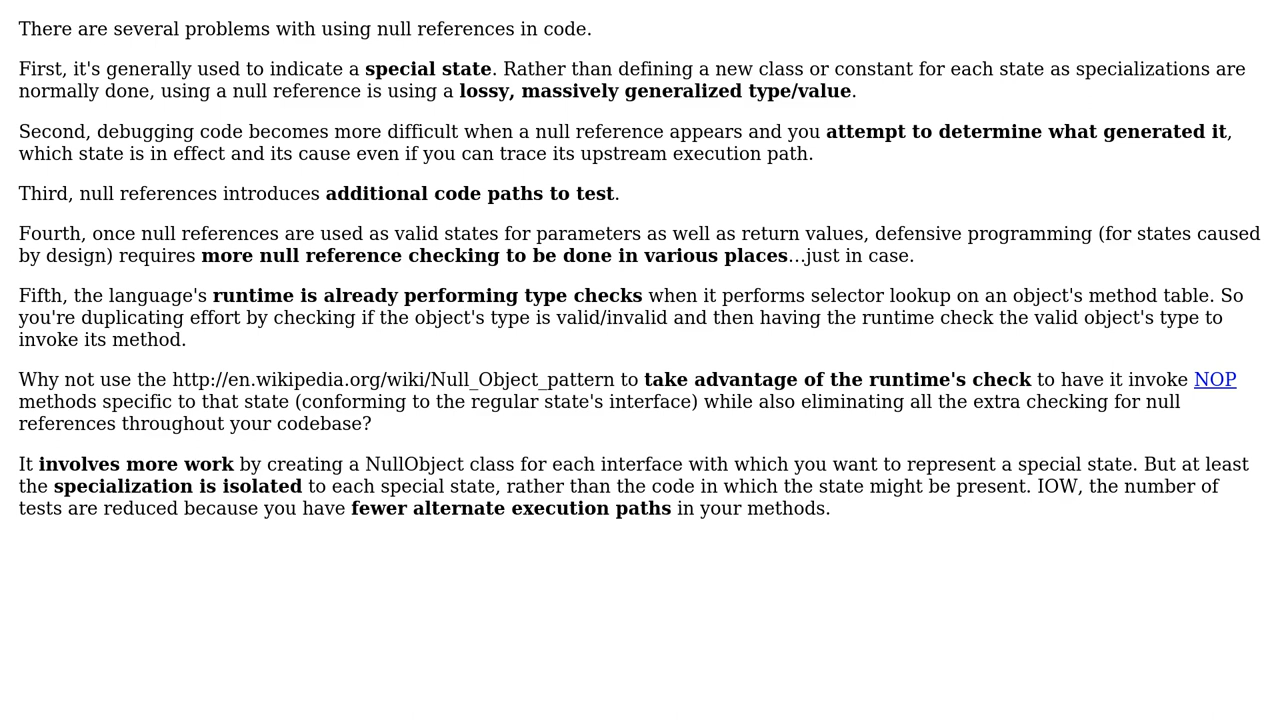 There are several problems with using null references in code.
First, it's generally used to indicate a special state. Rather than defining a new class or constant for each state as specializations are
normally done, using a null reference is using a lossy, massively generalized type/value.
Second, debugging code becomes more difficult when a null reference appears and you attempt to determine what generated it,
which state is in effect and its cause even if you can trace its upstream execution path.
Third, null references introduces additional code paths to test.
Fourth, once null references are used as valid states for parameters as well as return values, defensive programming (for states caused
by design) requires more null reference checking to be done in various places…just in case.
Fifth, the language's runtime is already performing type checks when it performs selector lookup on an object's method table. So
you're duplicating effort by checking if the object's type is valid/invalid and then having the runtime check the valid object's type to
invoke its method.
Why not use the http://en.wikipedia.org/wiki/Null_Object_pattern to take advantage of the runtime's check to have it invoke NOP
methods specific to that state (conforming to the regular state's interface) while also eliminating all the extra checking for null
references throughout your codebase?
It involves more work by creating a NullObject class for each interface with which you want to represent a special state. But at least
the specialization is isolated to each special state, rather than the code in which the state might be present. IOW, the number of
tests are reduced because you have fewer alternate execution paths in your methods.